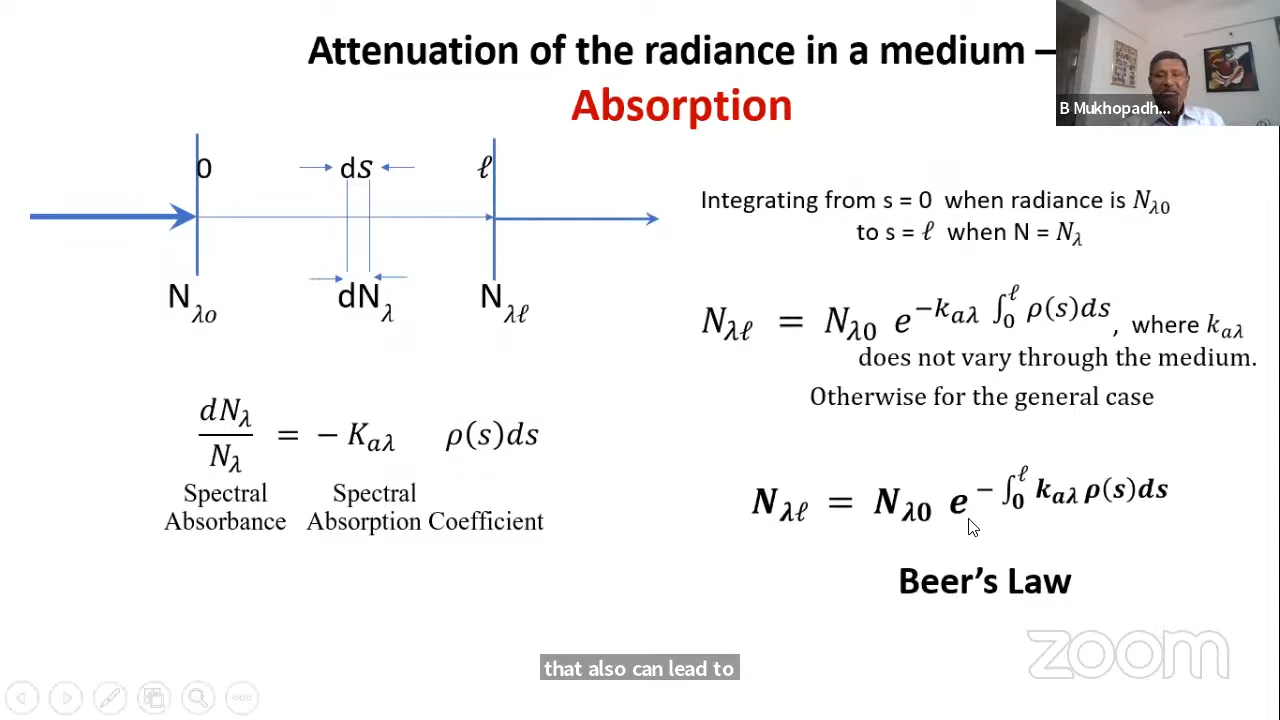 Attenuation of the radiance in a medium –
Absorption
B Mukhopadh...
0
ds
ℓ
N_λo
dN_λ
N_λℓ
dN_λ / N_λ = − K_aλ ρ(s)ds
Spectral Spectral
Absorbance Absorption Coefficient
Integrating from s = 0 when radiance is N_λ0
to s = ℓ when N = N_λ
N_λℓ = N_λ0 e^(−k_aλ ∫_0^ℓ ρ(s)ds), where k_aλ
does not vary through the medium.
Otherwise for the general case
N_λℓ = N_λ0 e^(− ∫_0^ℓ k_aλ ρ(s)ds)
Beer's Law
that also can lead to
zoom